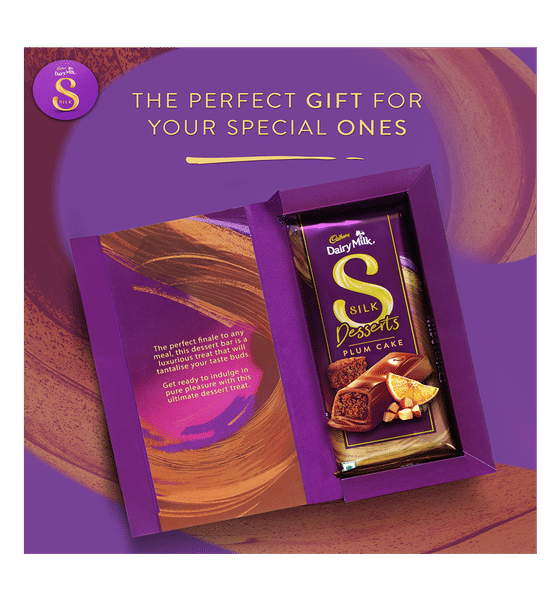 Cadbury
Dairy Milk
S
SILK
THE PERFECT GIFT FOR
YOUR SPECIAL ONES
The perfect finale to any
meal, this dessert bar is a
luxurious treat that will
tantalise your taste buds.
Get ready to indulge in
pure pleasure with this
ultimate dessert treat.
Cadbury
Dairy Milk
S
SILK
Desserts
PLUM CAKE